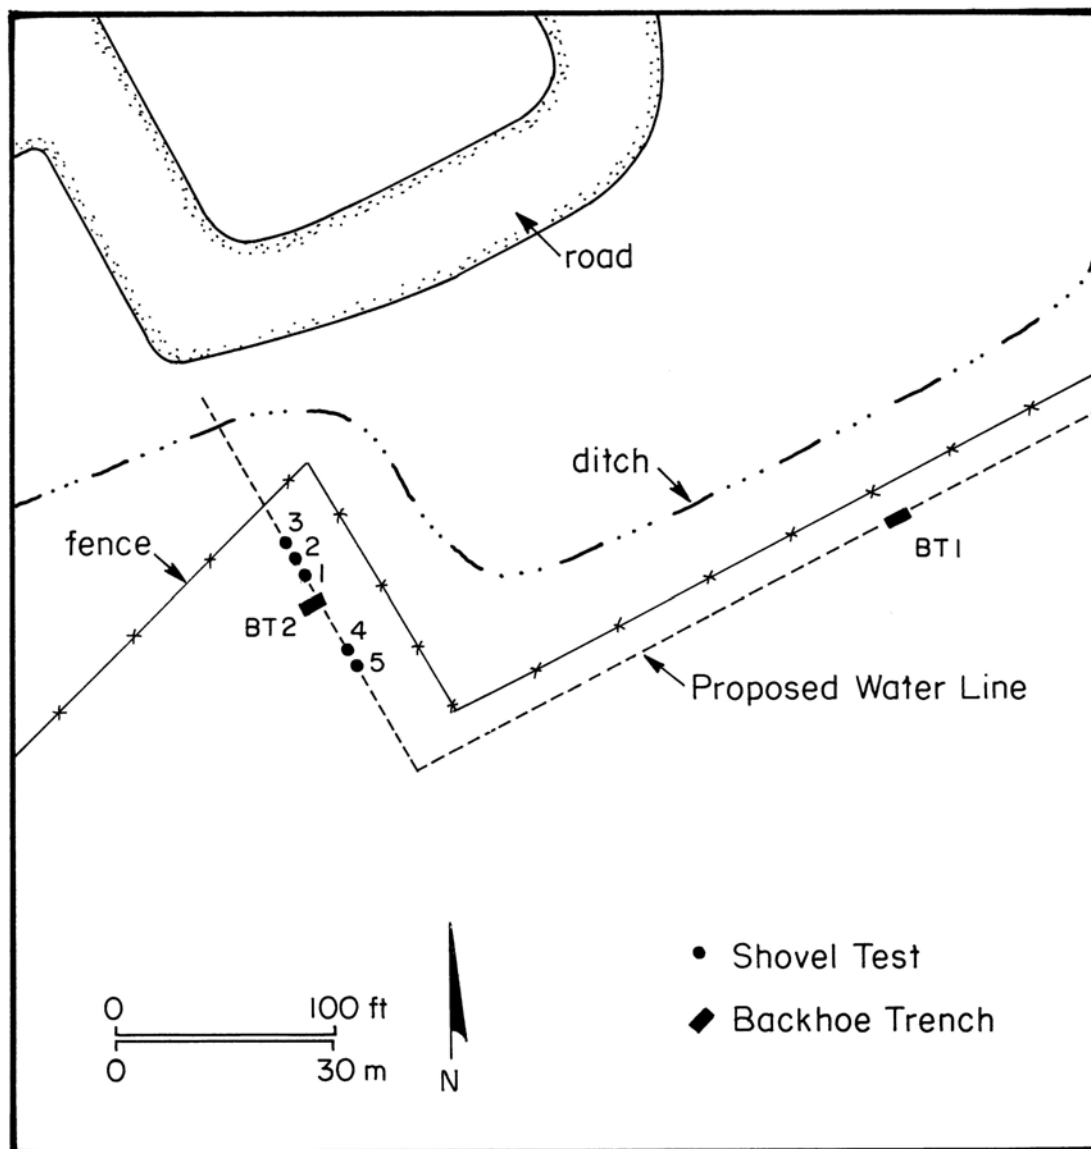 road
ditch
fence
3
2
1
BT2
4
5
BT1
Proposed Water Line
0 100 ft
0 30 m
N
Shovel Test
Backhoe Trench